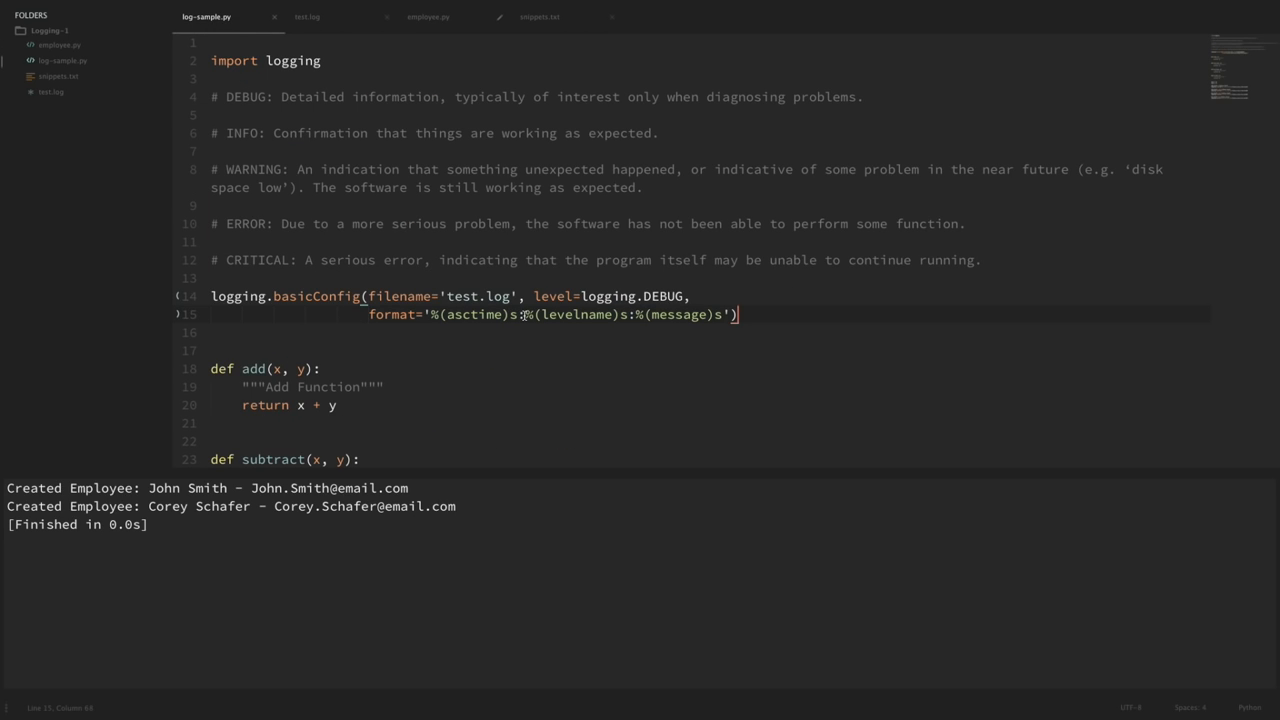 FOLDERS
Logging-1
employee.py
log-sample.py
snippets.txt
test.log
log-sample.py test.log employee.py snippets.txt
1
2 import logging
3
4 # DEBUG: Detailed information, typically of interest only when diagnosing problems.
5
6 # INFO: Confirmation that things are working as expected.
7
8 # WARNING: An indication that something unexpected happened, or indicative of some problem in the near future (e.g. ‘disk
space low’). The software is still working as expected.
9
10 # ERROR: Due to a more serious problem, the software has not been able to perform some function.
11
12 # CRITICAL: A serious error, indicating that the program itself may be unable to continue running.
13
14 logging.basicConfig(filename='test.log', level=logging.DEBUG,
15 format='%(asctime)s:%(levelname)s:%(message)s')
16
17
18 def add(x, y):
19 """Add Function"""
20 return x + y
21
22
23 def subtract(x, y):
Created Employee: John Smith - John.Smith@email.com
Created Employee: Corey Schafer - Corey.Schafer@email.com
[Finished in 0.0s]
Line 15, Column 66 UTF-8 Spaces: 4 Python